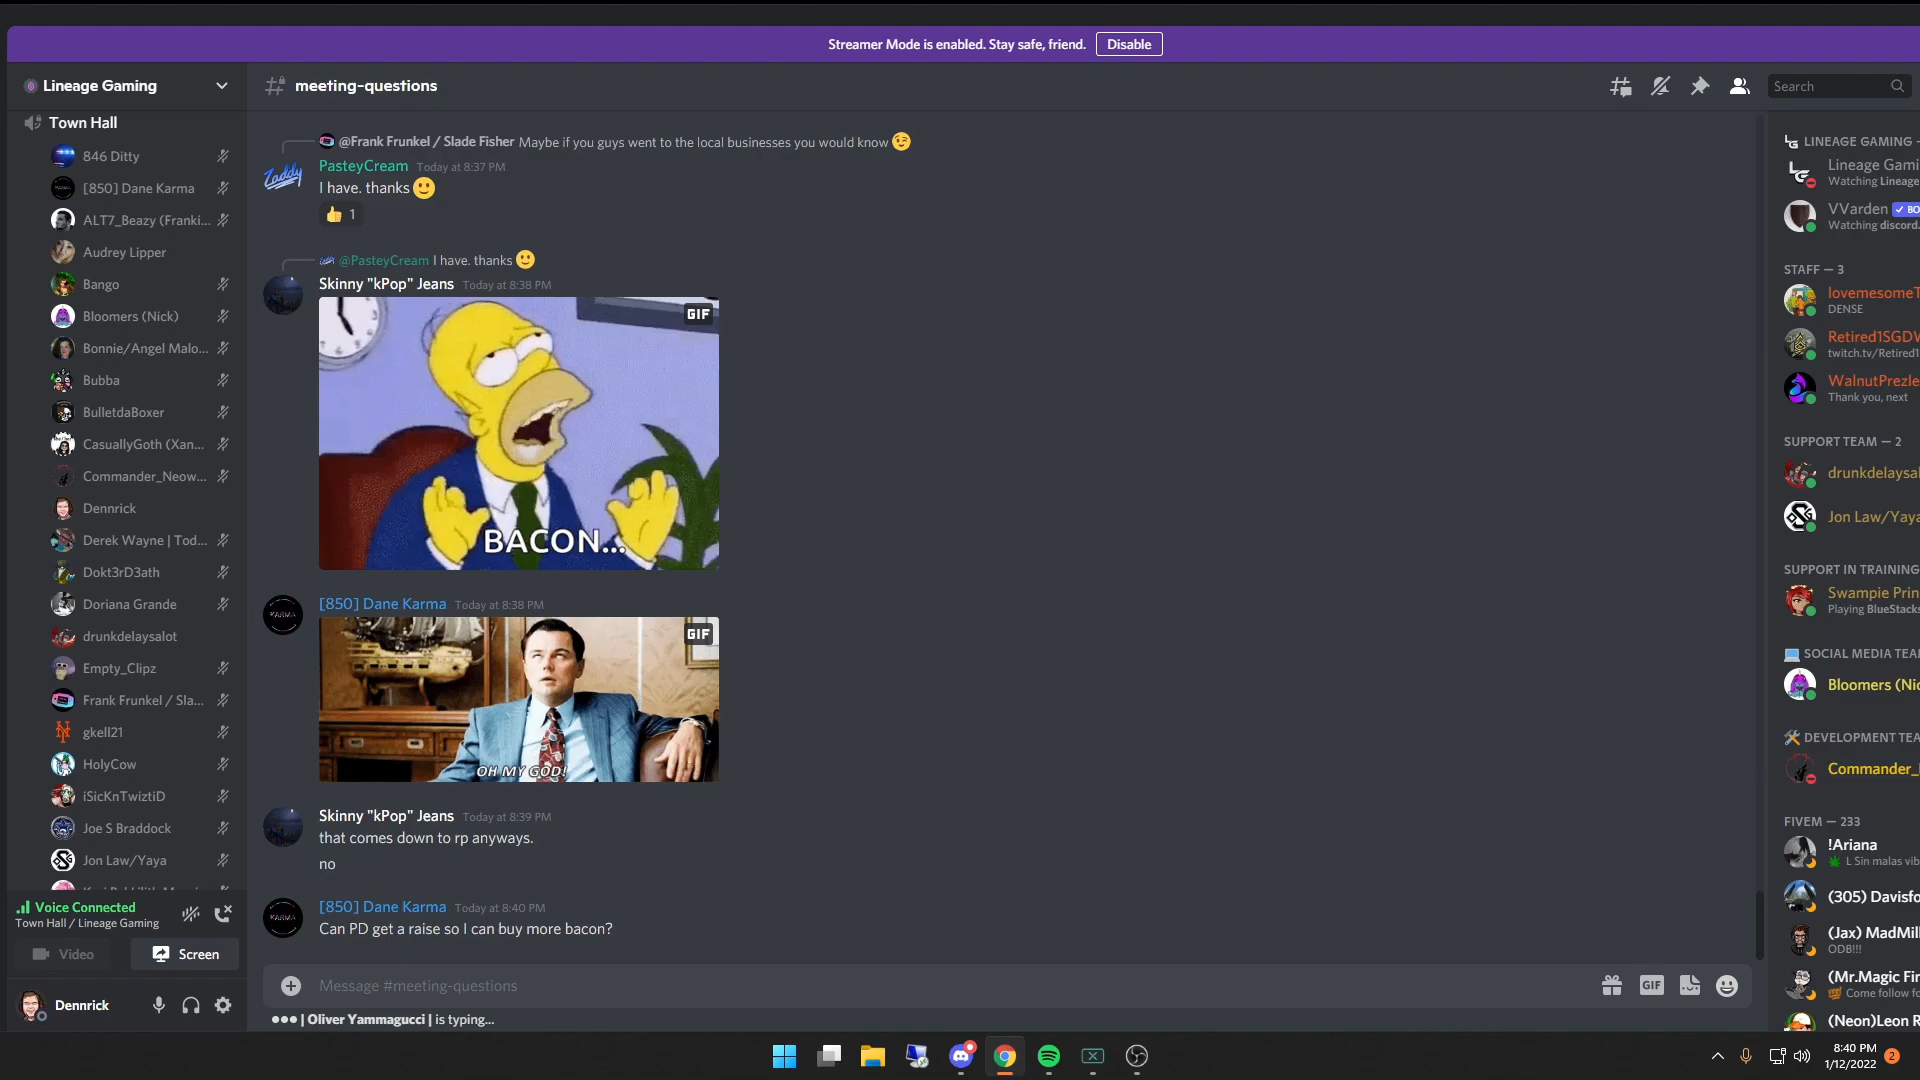 Streamer Mode is enabled. Stay safe, friend.
Disable
Lineage Gaming
Town Hall
846 Ditty
[850] Dane Karma
ALT7_Beazy (Franki...
Audrey Lipper
Bango
Bloomers (Nick)
Bonnie/Angel Malo...
Bubba
BulletdaBoxer
CasuallyGoth (Xan...
Commander_Neow...
Dennrick
Derek Wayne | Tod...
Dokt3rD3ath
Doriana Grande
drunkdelaysalot
Empty_Clipz
Frank Frunkel / Sla...
gkell21
HolyCow
iSicKnTwiztiD
Joe S Braddock
Jon Law/Yaya
Voice Connected
Town Hall / Lineage Gaming
Video
Screen
Dennrick
meeting-questions
Search
@Frank Frunkel / Slade Fisher Maybe if you guys went to the local businesses you would know 😉
Zaddy
PasteyCream Today at 8:37 PM
I have. thanks 🙂
👍 1
@PasteyCream I have. thanks 🙂
Skinny "kPop" Jeans Today at 8:38 PM
GIF
BACON...
[850] Dane Karma Today at 8:38 PM
KARMA
GIF
OH MY GOD!
Skinny "kPop" Jeans Today at 8:39 PM
that comes down to rp anyways.
no
[850] Dane Karma Today at 8:40 PM
KARMA
Can PD get a raise so I can buy more bacon?
Message #meeting-questions
GIF
| Oliver Yammagucci | is typing...
LINEAGE GAMING –
Lineage Gami
Watching Lineage
VVarden ✓ BO
Watching discord.
STAFF — 3
lovemesomeT
DENSE
Retired1SGDV
twitch.tv/Retired1
WalnutPrezle
Thank you, next
SUPPORT TEAM — 2
drunkdelaysal
Jon Law/Yaya
SUPPORT IN TRAINING
Swampie Prin
Playing BlueStacks
SOCIAL MEDIA TEA
Bloomers (Nic
DEVELOPMENT TEA
Commander_
FIVEM — 233
!Ariana
L Sin malas vib
(305) Davisfo
(Jax) MadMill
ODB!!!
(Mr.Magic Fin
Come follow fo
(Neon)Leon R
8:40 PM
1/12/2022
2